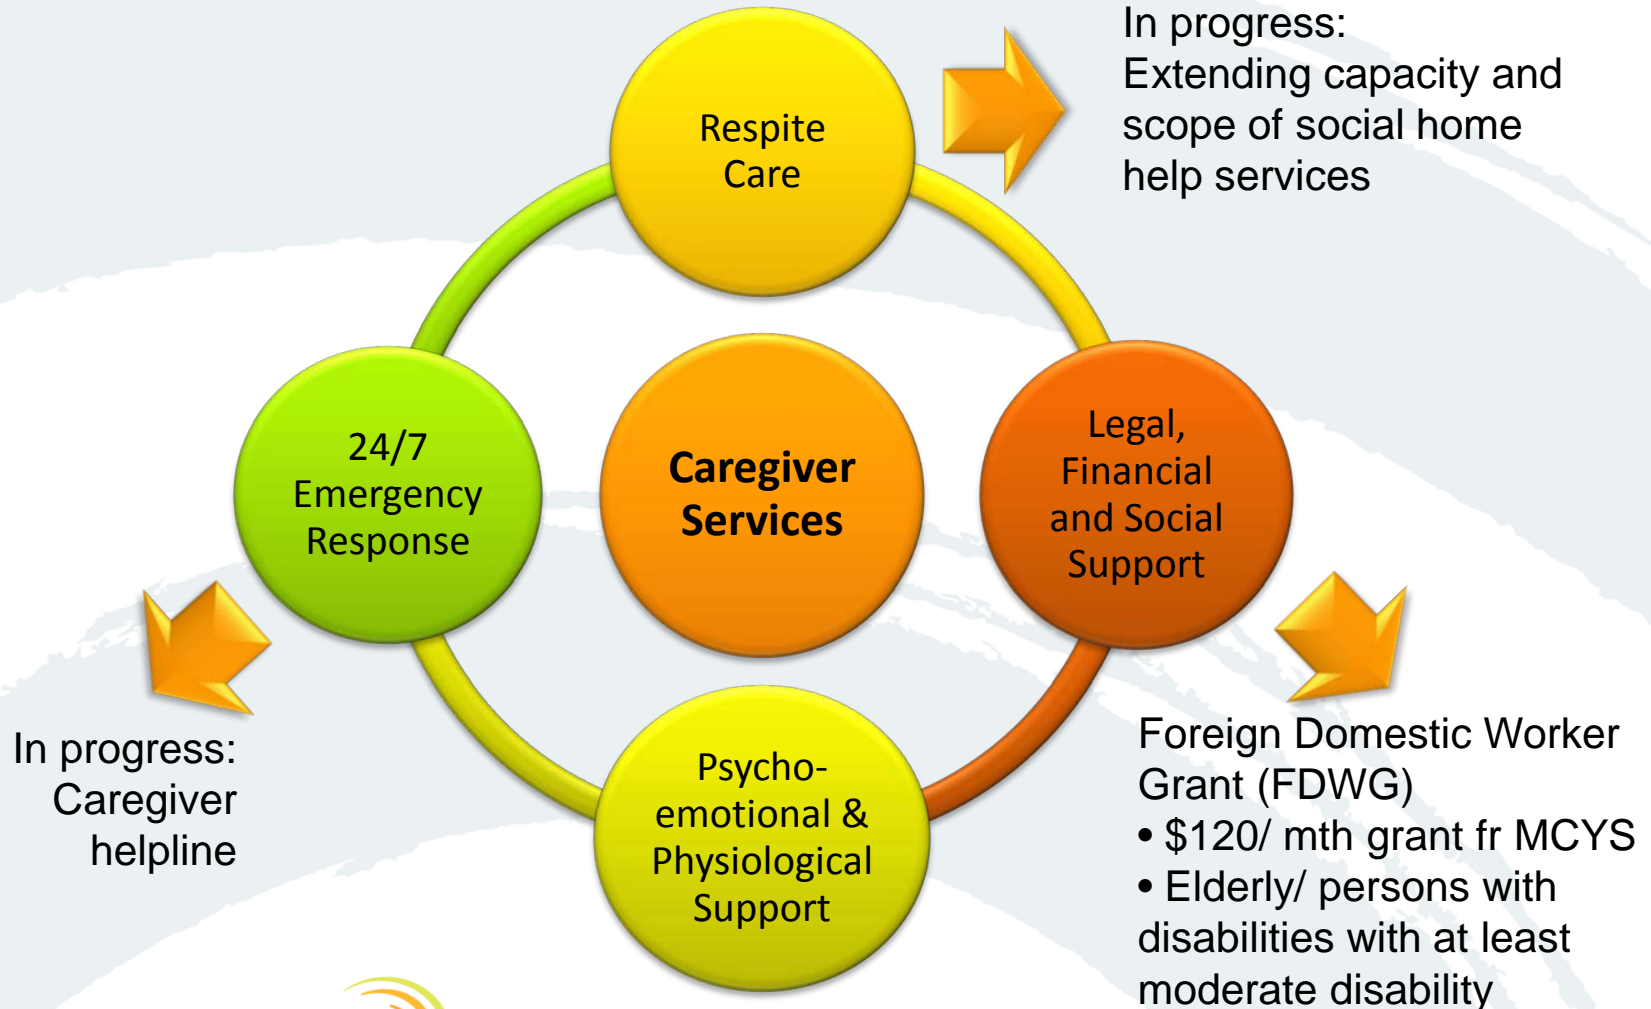 In progress:
Extending capacity and
scope of social home
help services
Respite
Care
24/7
Emergency
Response
Caregiver
Services
Legal,
Financial
and Social
Support
Psycho-
emotional &
Physiological
Support
In progress:
Caregiver
helpline
Foreign Domestic Worker
Grant (FDWG)
• $120/ mth grant fr MCYS
• Elderly/ persons with
disabilities with at least
moderate disability